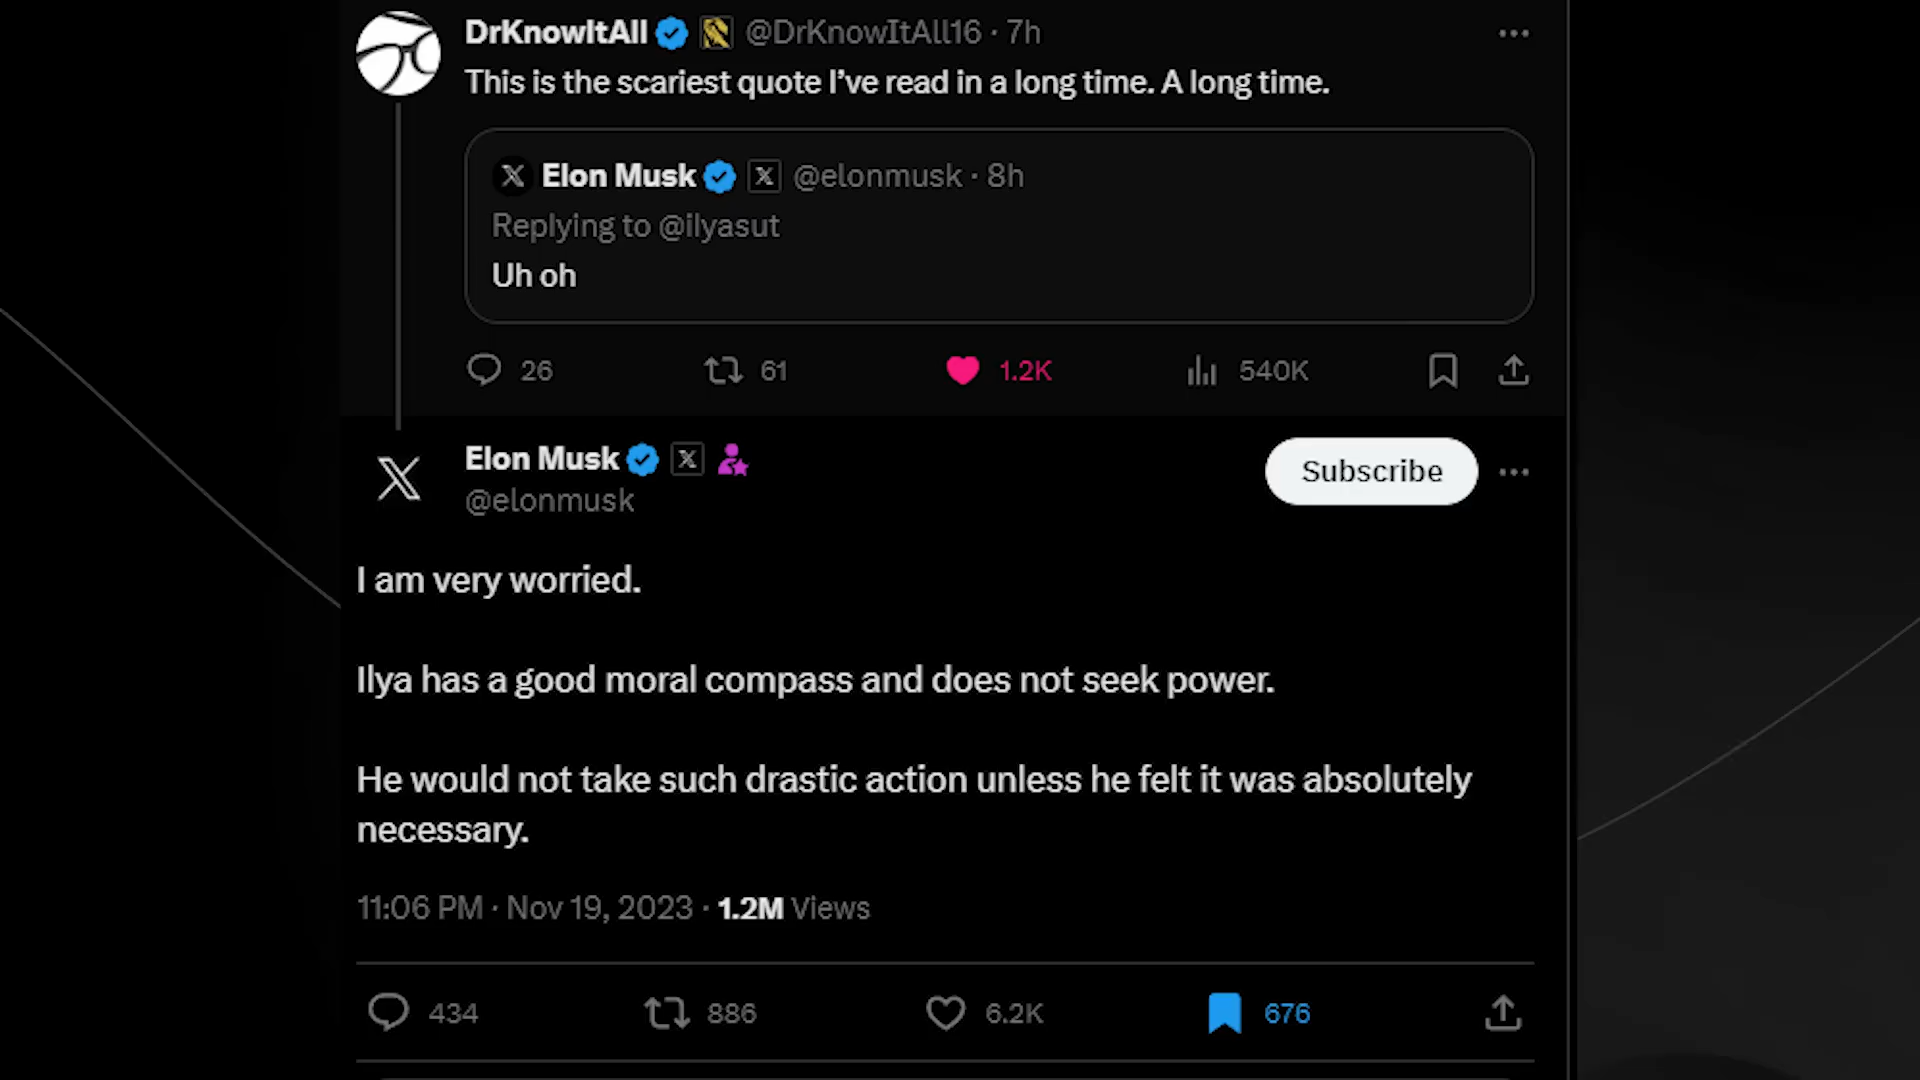 DrKnowItAll @DrKnowItAll16 · 7h
This is the scariest quote I've read in a long time. A long time.
Elon Musk @elonmusk · 8h
Replying to @ilyasut
Uh oh
26 61 1.2K 540K
Elon Musk
@elonmusk
Subscribe
I am very worried.
Ilya has a good moral compass and does not seek power.
He would not take such drastic action unless he felt it was absolutely
necessary.
11:06 PM · Nov 19, 2023 · 1.2M Views
434 886 6.2K 676